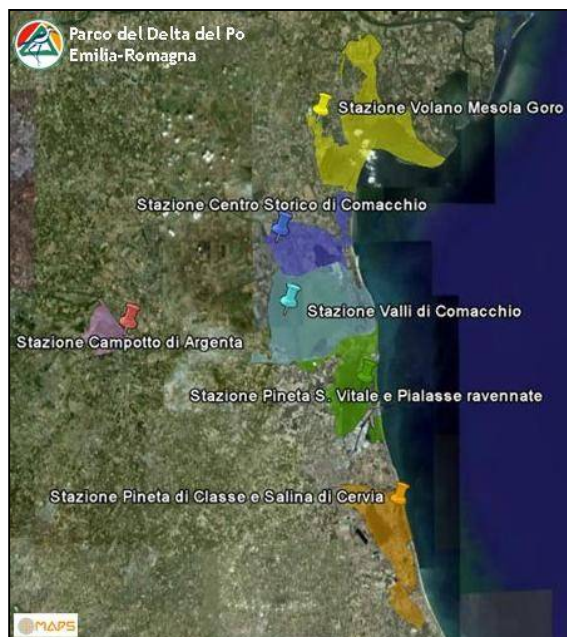 Parco del Delta del Po
Emilia-Romagna
Stazione Volano Mesola Goro
Stazione Centro Storico di Comacchio
Stazione Valli di Comacchio
Stazione Campotto di Argenta
Stazione Pineta S. Vitale e Pialasse ravennate
Stazione Pineta di Classe e Salina di Cervia
MAPS